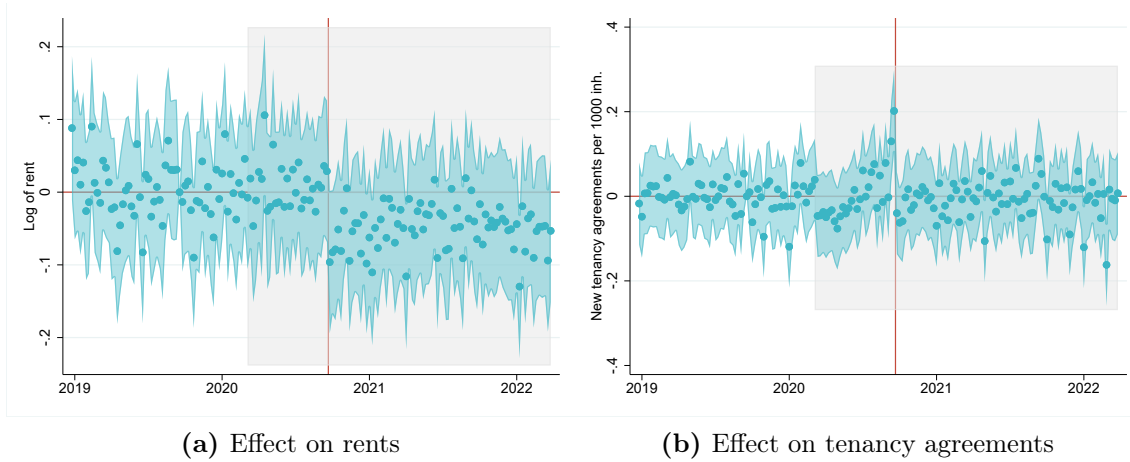 Log of rent
.2
.1
0
-.1
-.2
2019 2020 2021 2022
(a) Effect on rents
New tenancy agreements per 1000 inh.
.4
.2
0
-.2
-.4
2019 2020 2021 2022
(b) Effect on tenancy agreements